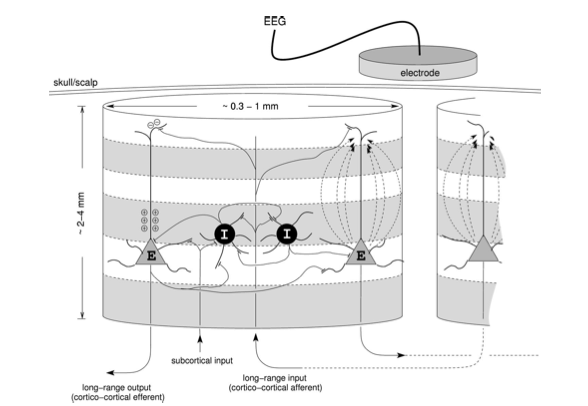 EEG
electrode
skull/scalp
~ 0.3 – 1 mm
~ 2–4 mm
I
I
E
E
subcortical input
long–range output
(cortico–cortical efferent)
long–range input
(cortico–cortical afferent)